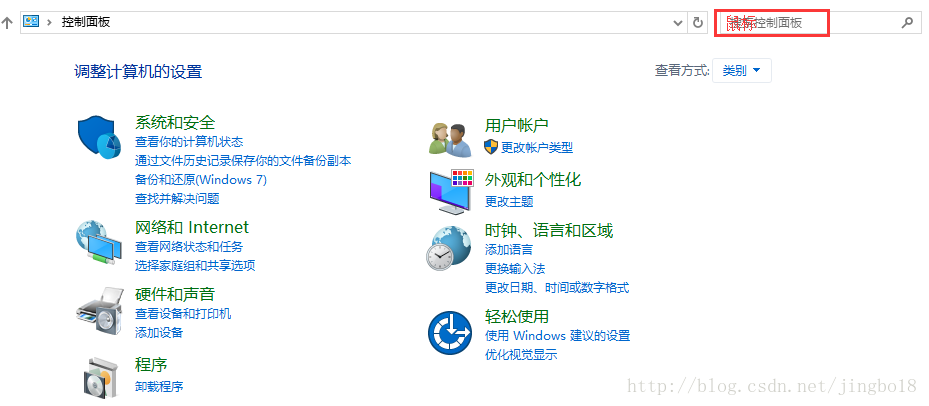 控制面板
鼠标
搜索控制面板
调整计算机的设置
查看方式: 类别
系统和安全
查看你的计算机状态
通过文件历史记录保存你的文件备份副本
备份和还原(Windows 7)
查找并解决问题
网络和 Internet
查看网络状态和任务
选择家庭组和共享选项
硬件和声音
查看设备和打印机
添加设备
程序
卸载程序
用户帐户
更改帐户类型
外观和个性化
更改主题
时钟、语言和区域
添加语言
更换输入法
更改日期、时间或数字格式
轻松使用
使用 Windows 建议的设置
优化视觉显示
http://blog.csdn.net/jingbo18